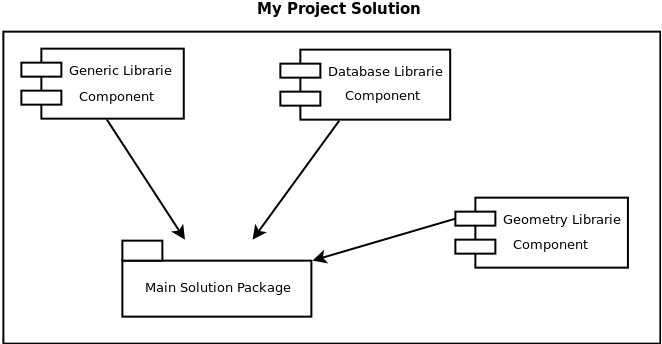 My Project Solution
Generic Librarie
Component
Database Librarie
Component
Geometry Librarie
Component
Main Solution Package